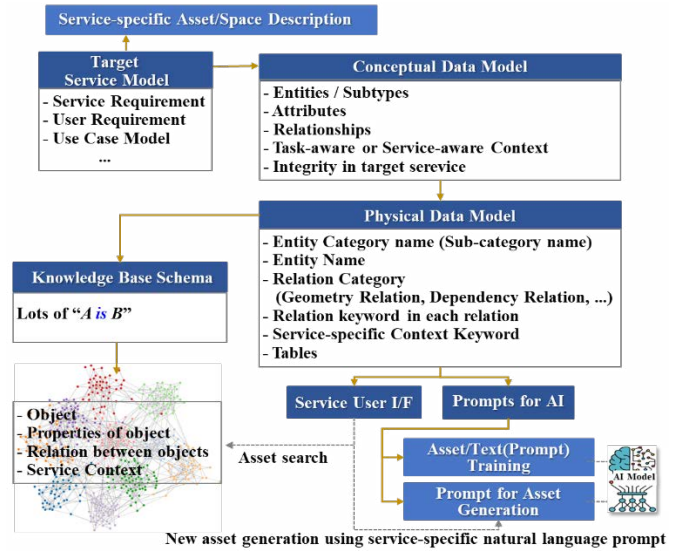 Service-specific Asset/Space Description
Target
Service Model
- Service Requirement
- User Requirement
- Use Case Model
...
Conceptual Data Model
- Entities / Subtypes
- Attributes
- Relationships
- Task-aware or Service-aware Context
- Integrity in target serevice
Physical Data Model
- Entity Category name (Sub-category name)
- Entity Name
- Relation Category
(Geometry Relation, Dependency Relation, ...)
- Relation keyword in each relation
- Service-specific Context Keyword
- Tables
Knowledge Base Schema
Lots of “A is B”
- Object
- Properties of object
- Relation between objects
- Service Context
Service User I/F
Prompts for AI
Asset search
Asset/Text(Prompt)
Training
Prompt for Asset
Generation
AI Model
New asset generation using service-specific natural language prompt